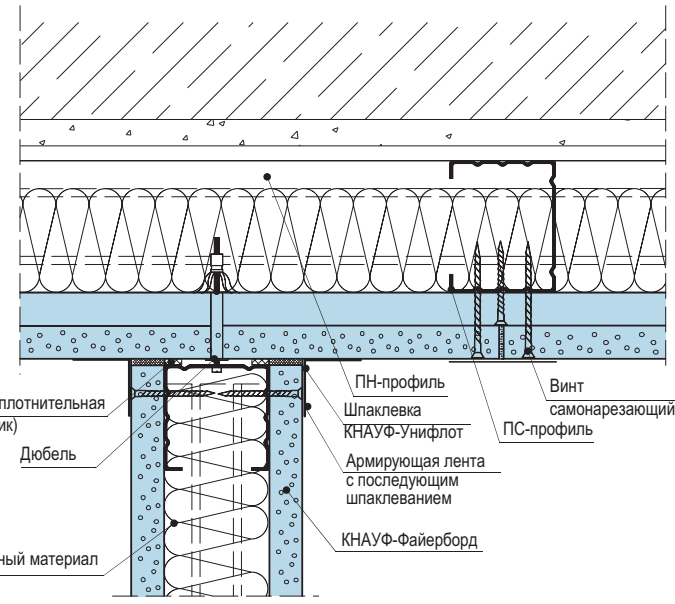 ПН-профиль
Винт
самонарезающий
плотнительная
ик)
Шпаклевка
КНАУФ-Унифлот
ПС-профиль
Дюбель
Армирующая лента
с последующим
шпаклеванием
КНАУФ-Файерборд
ный материал